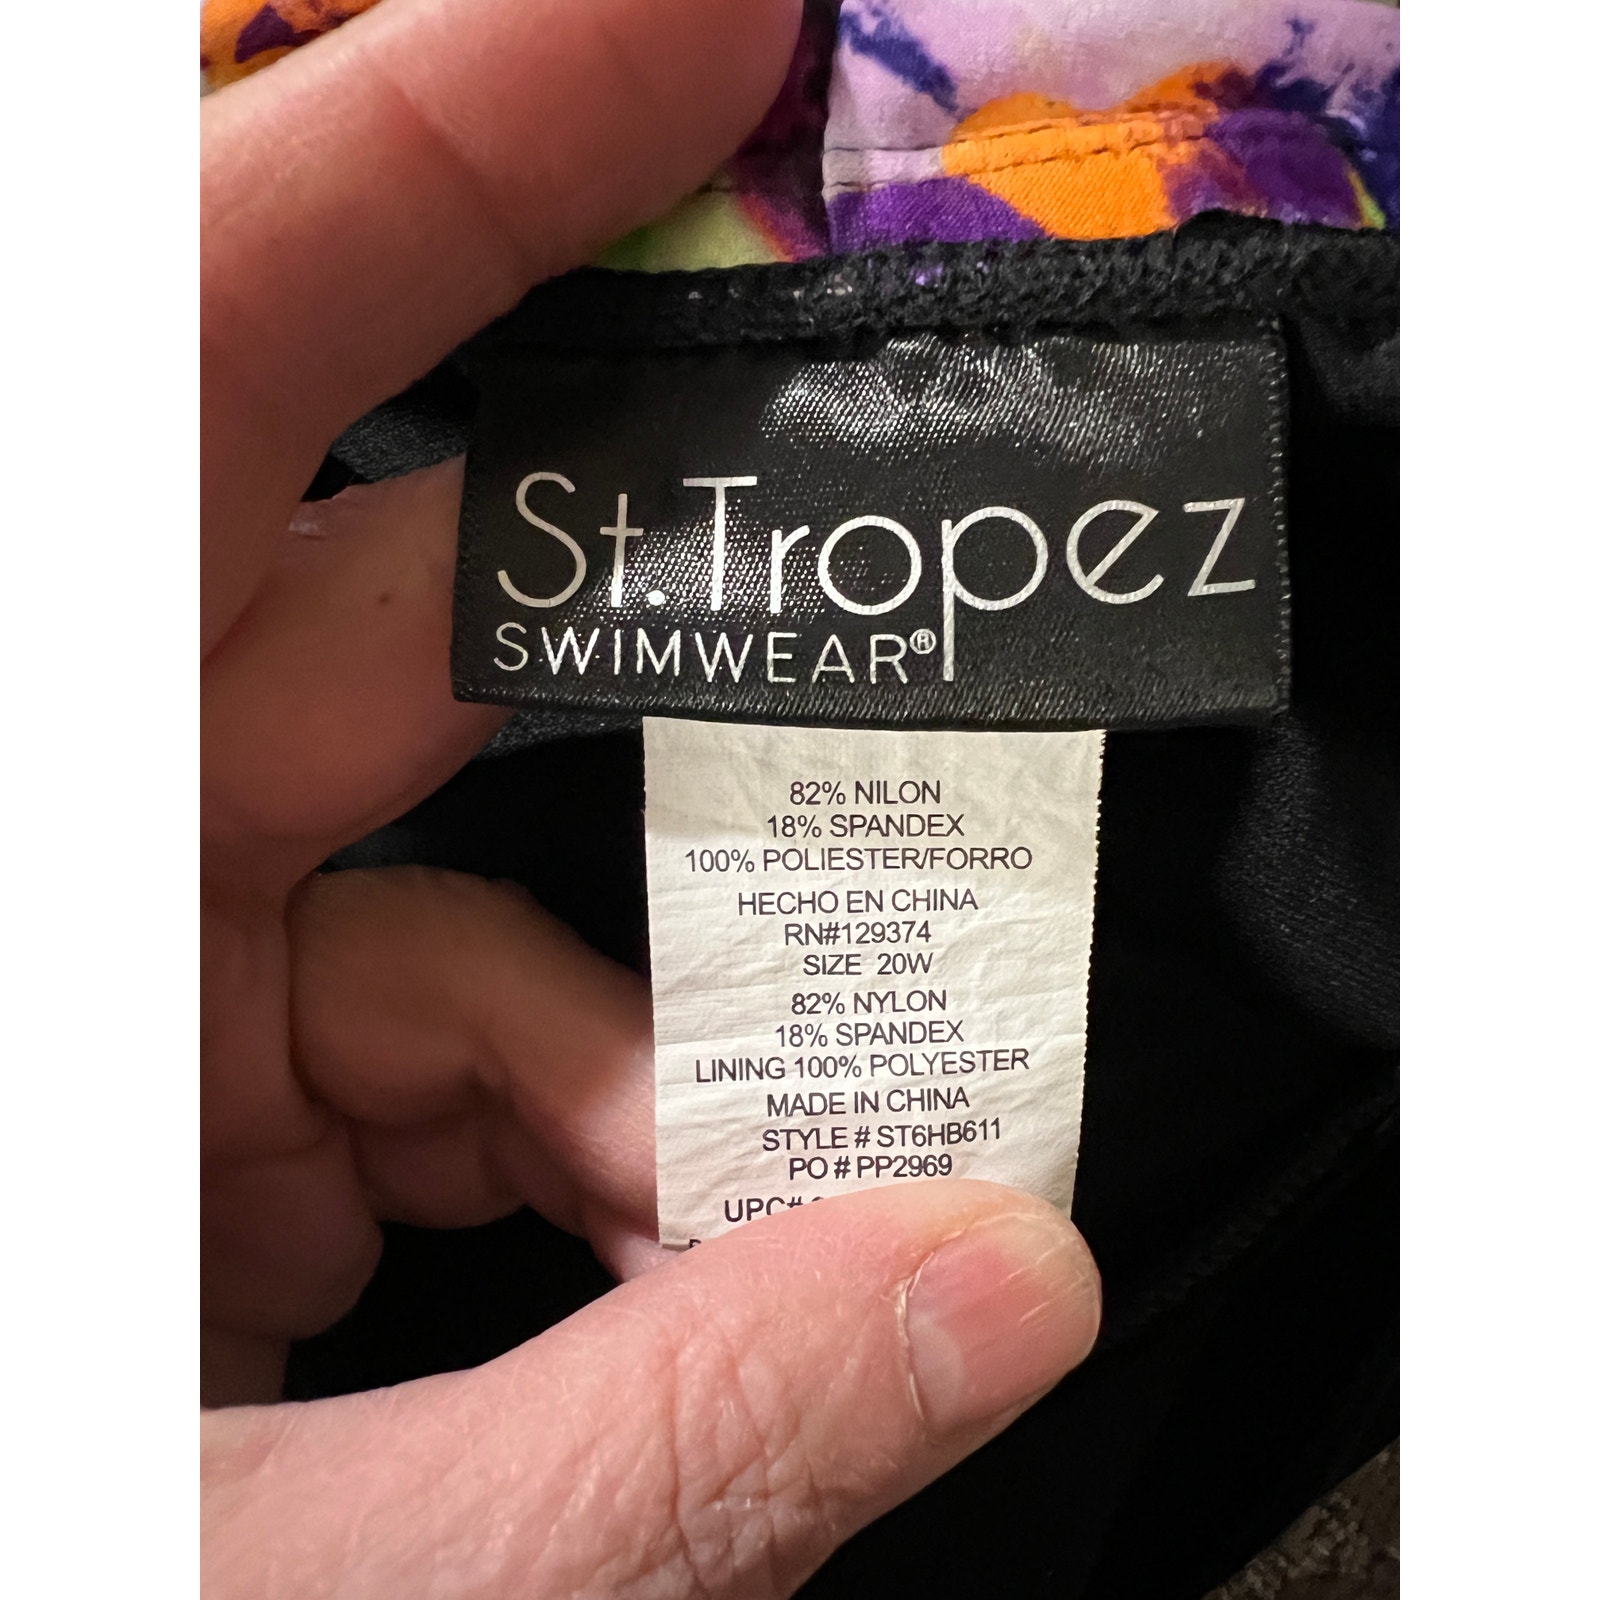 St. Tropez
SWIMWEAR®
82% NILON
18% SPANDEX
100% POLIESTER/FORRO
HECHO EN CHINA
RN#129374
SIZE 20W
82% NYLON
18% SPANDEX
LINING 100% POLYESTER
MADE IN CHINA
STYLE # ST6HB611
PO # PP2969
UPC#